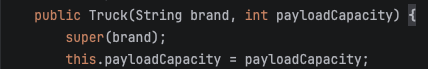 public Truck(String brand, int payloadCapacity) {
super(brand);
this.payloadCapacity = payloadCapacity;